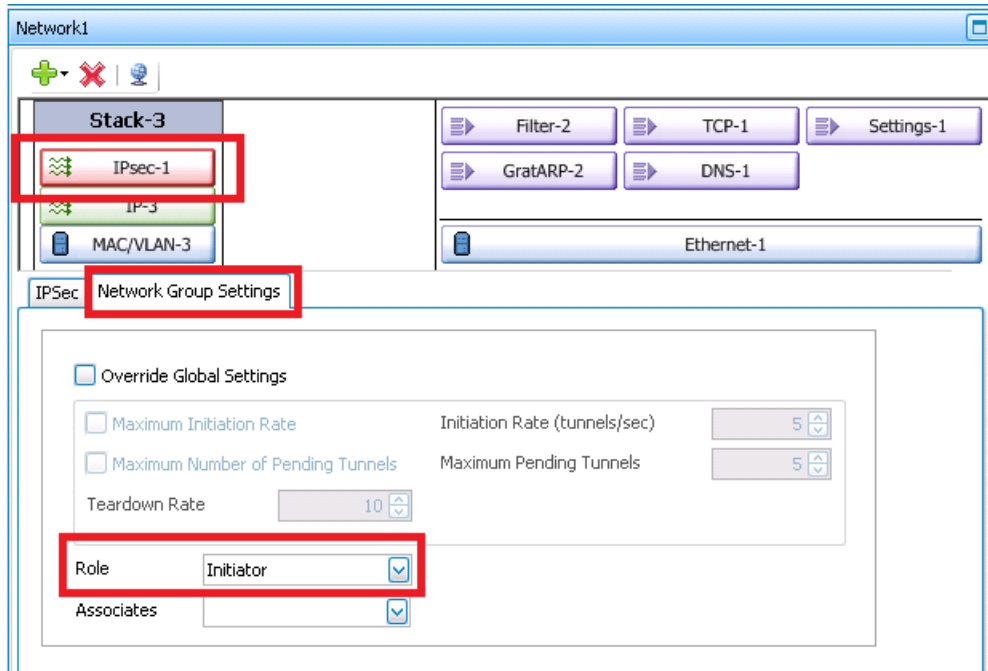 Network1
Stack-3
Filter-2 TCP-1 Settings-1
IPsec-1 GratARP-2 DNS-1
IP-3
MAC/VLAN-3 Ethernet-1
IPSec Network Group Settings
Override Global Settings
Maximum Initiation Rate Initiation Rate (tunnels/sec) 5
Maximum Number of Pending Tunnels Maximum Pending Tunnels 5
Teardown Rate 10
Role Initiator
Associates